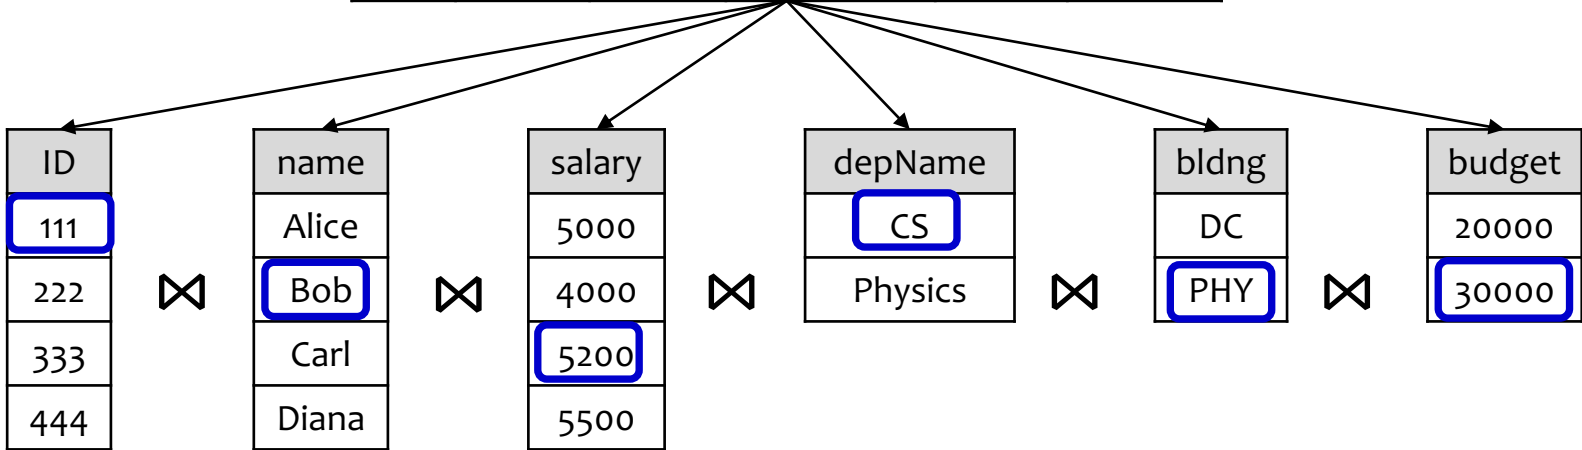 ID name salary depName bldng budget
111 Alice 5000 CS DC 20000
222 ⋈ Bob ⋈ 4000 ⋈ Physics ⋈ PHY ⋈ 30000
333 Carl 5200
444 Diana 5500